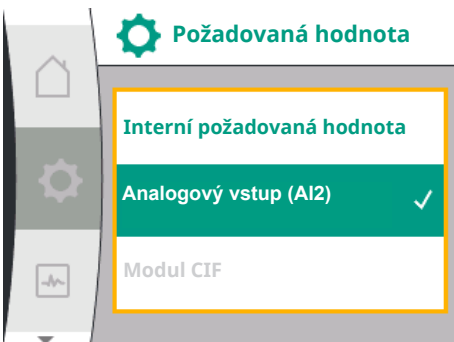 Požadovaná hodnota
Interní požadovaná hodnota
Analogový vstup (AI2)
Modul CIF